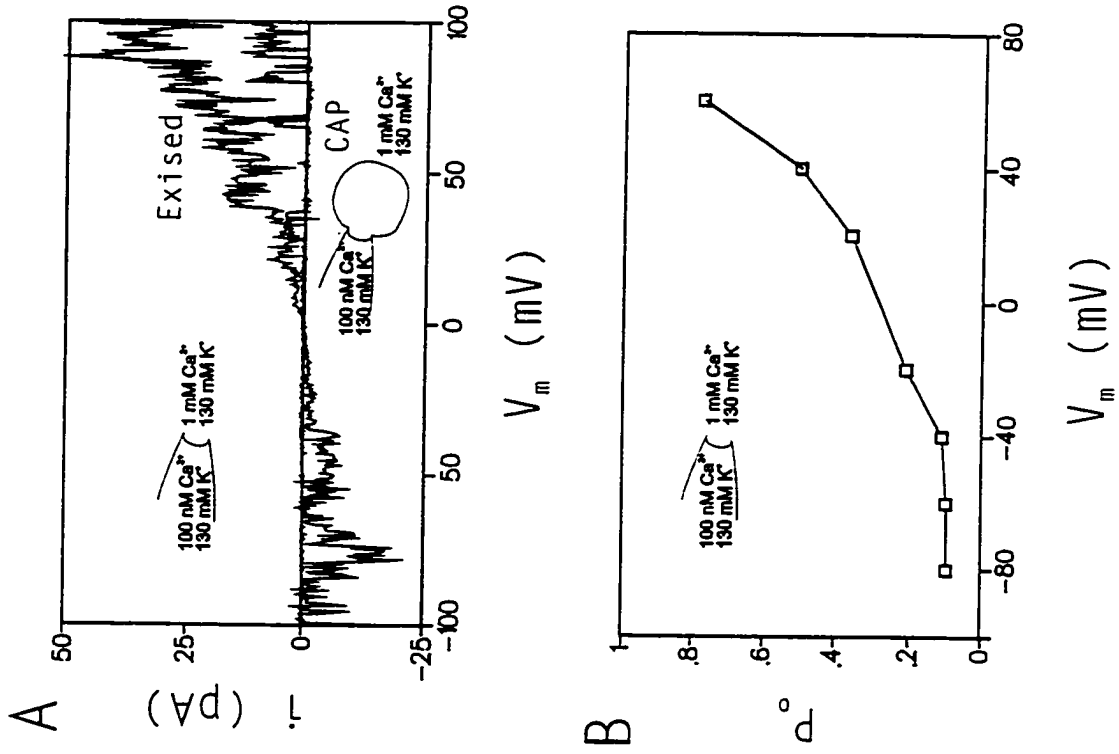 A
i (pA)
50
25
0
-25
Exised
CAP
100 nM Ca²⁺
130 mM K⁺
1 mM Ca²⁺
130 mM K⁺
100 nM Ca²⁺
130 mM K⁺
1 mM Ca²⁺
130 mM K⁺
-100
50
0
50
100
Vm (mV)
B
Po
1
.8
.6
.4
.2
0
100 nM Ca²⁺
130 mM K⁺
1 mM Ca²⁺
130 mM K⁺
-80
-40
0
40
80
Vm (mV)